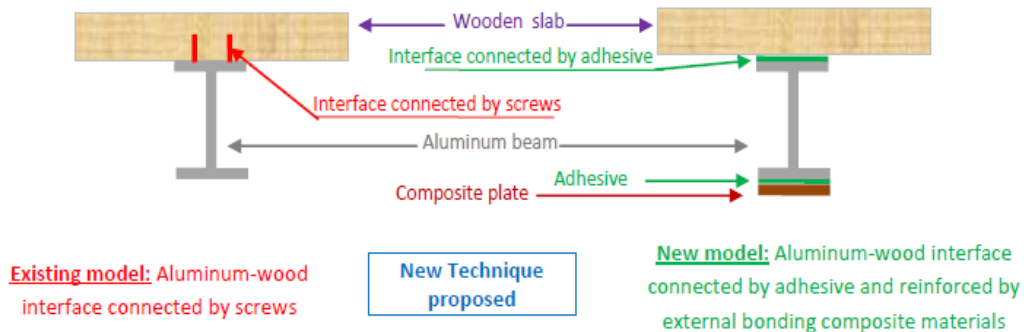 Wooden slab
Interface connected by adhesive
Interface connected by screws
Aluminum beam
Adhesive
Composite plate
Existing model: Aluminum-wood
interface connected by screws
New Technique
proposed
New model: Aluminum-wood interface
connected by adhesive and reinforced by
external bonding composite materials